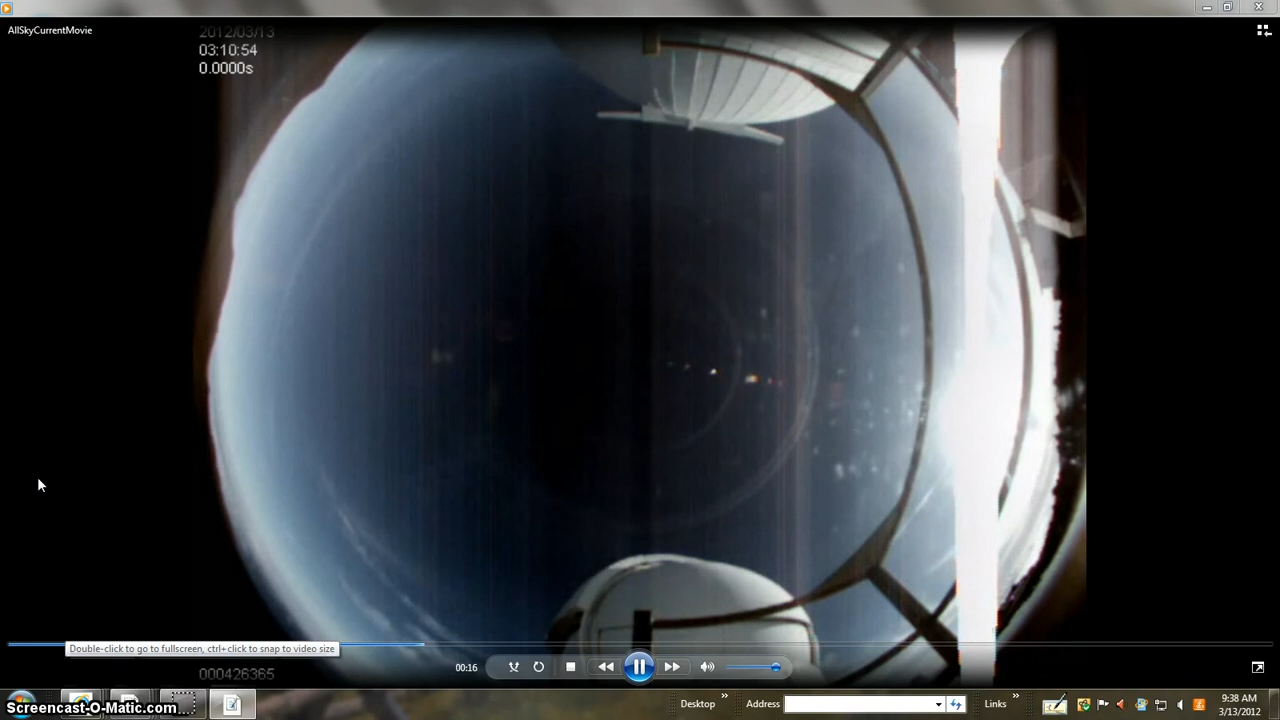 AllSkyCurrentMovie
2012/03/13
03:10:54
0.0000s
Double-click to go to fullscreen, ctrl+click to snap to video size
00:16
000426365
Screencast-O-Matic.com
Desktop
»
Address
Links
»
9:38 AM
3/13/2012